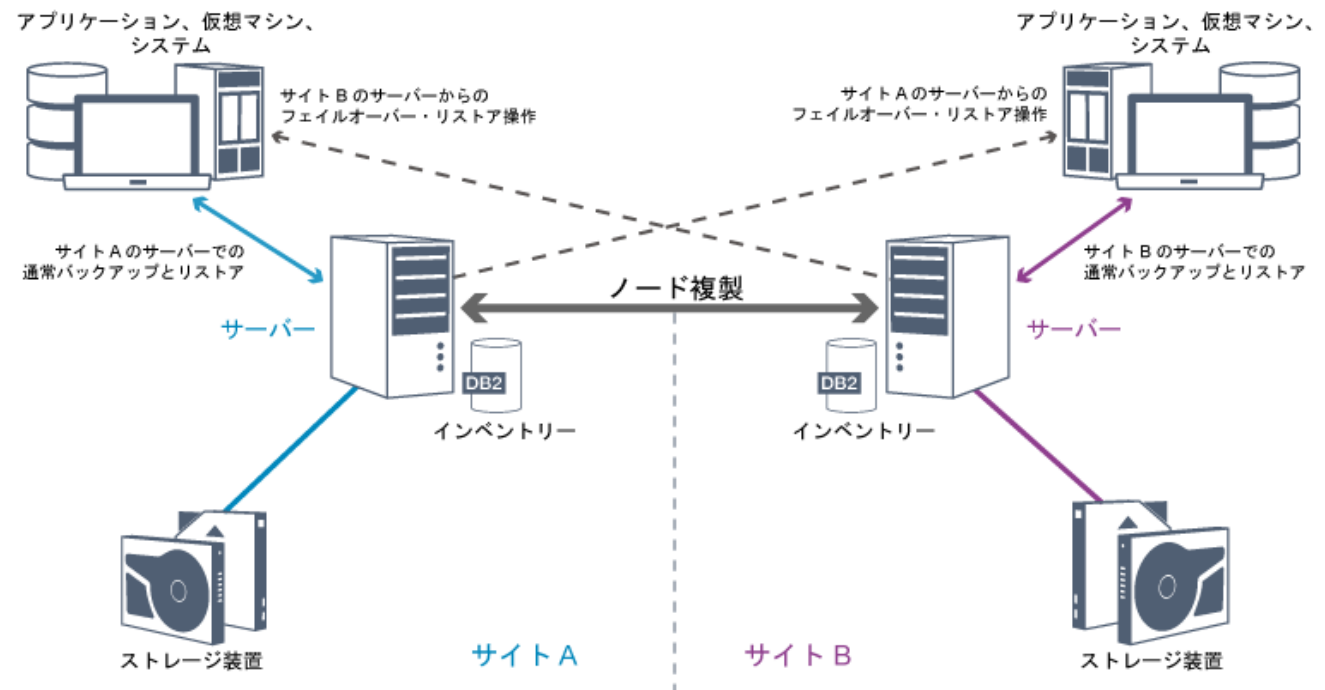 アプリケーション、仮想マシン、
システム
アプリケーション、仮想マシン、
システム
サイトBのサーバーからの
フェイルオーバー・リストア操作
サイトAのサーバーからの
フェイルオーバー・リストア操作
サイトAのサーバーでの
通常バックアップとリストア
サイトBのサーバーでの
通常バックアップとリストア
ノード複製
サーバー
サーバー
DB2
DB2
インベントリー
インベントリー
ストレージ装置
サイトA
サイトB
ストレージ装置